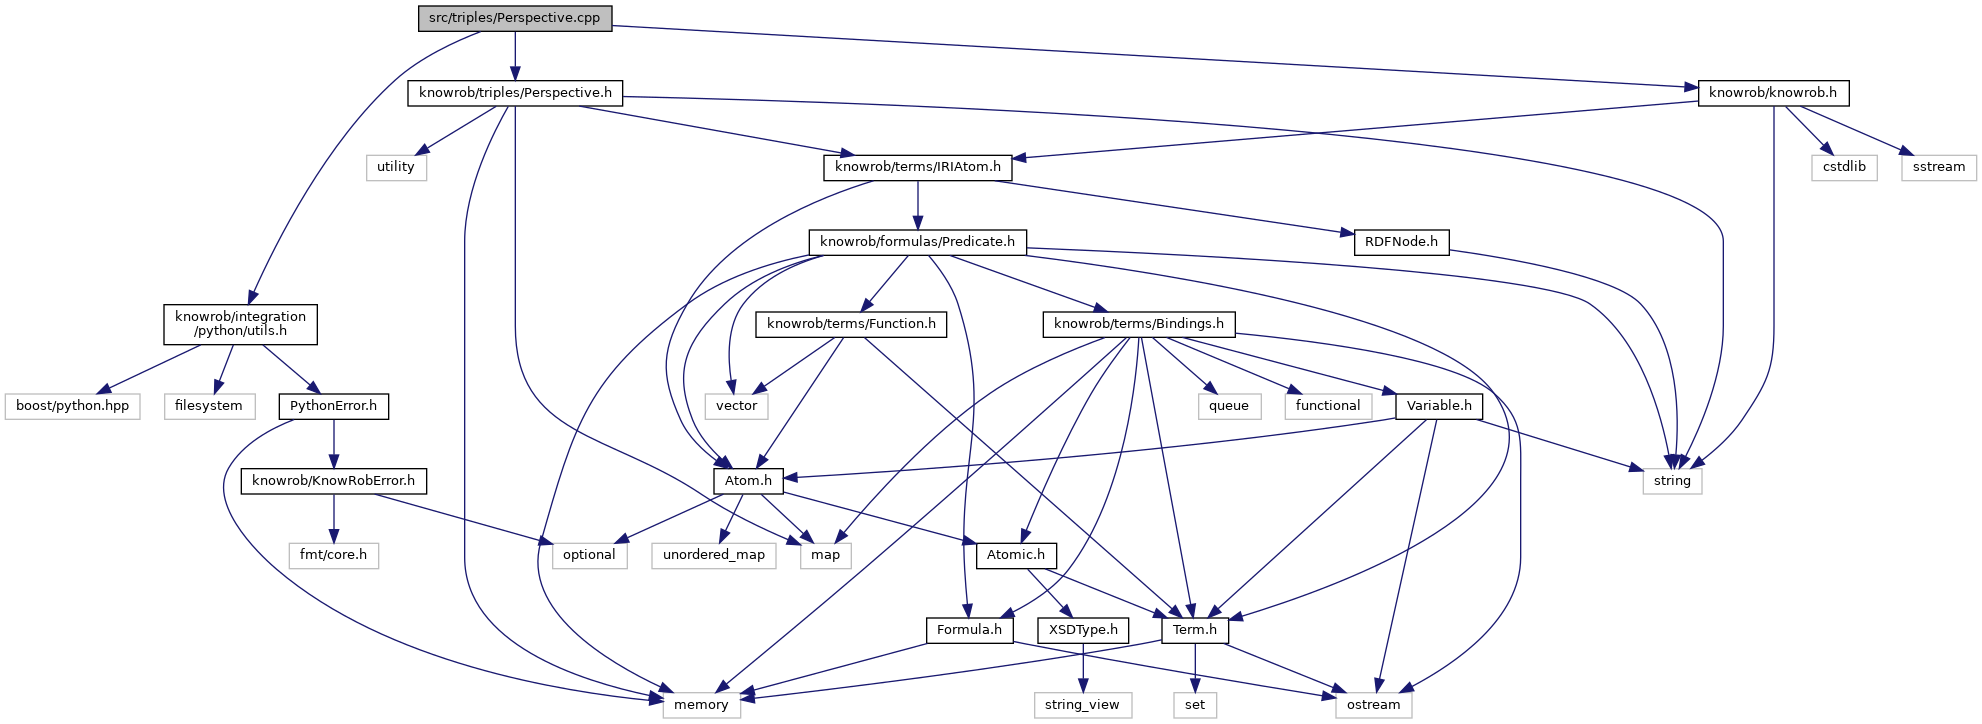 src/triples/Perspective.cpp
knowrob/triples/Perspective.h
knowrob/knowrob.h
utility
knowrob/terms/IRIAtom.h
cstdlib
sstream
knowrob/formulas/Predicate.h
RDFNode.h
knowrob/integration
/python/utils.h
knowrob/terms/Function.h
knowrob/terms/Bindings.h
boost/python.hpp
filesystem
PythonError.h
vector
queue
functional
Variable.h
knowrob/KnowRobError.h
Atom.h
string
fmt/core.h
optional
unordered_map
map
Atomic.h
Formula.h
XSDType.h
Term.h
memory
string_view
set
ostream